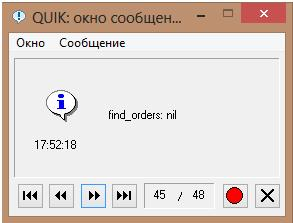 QUIK: окно сообщен...
Окно Сообщение
find_orders: nil
17:52:18
45 / 48